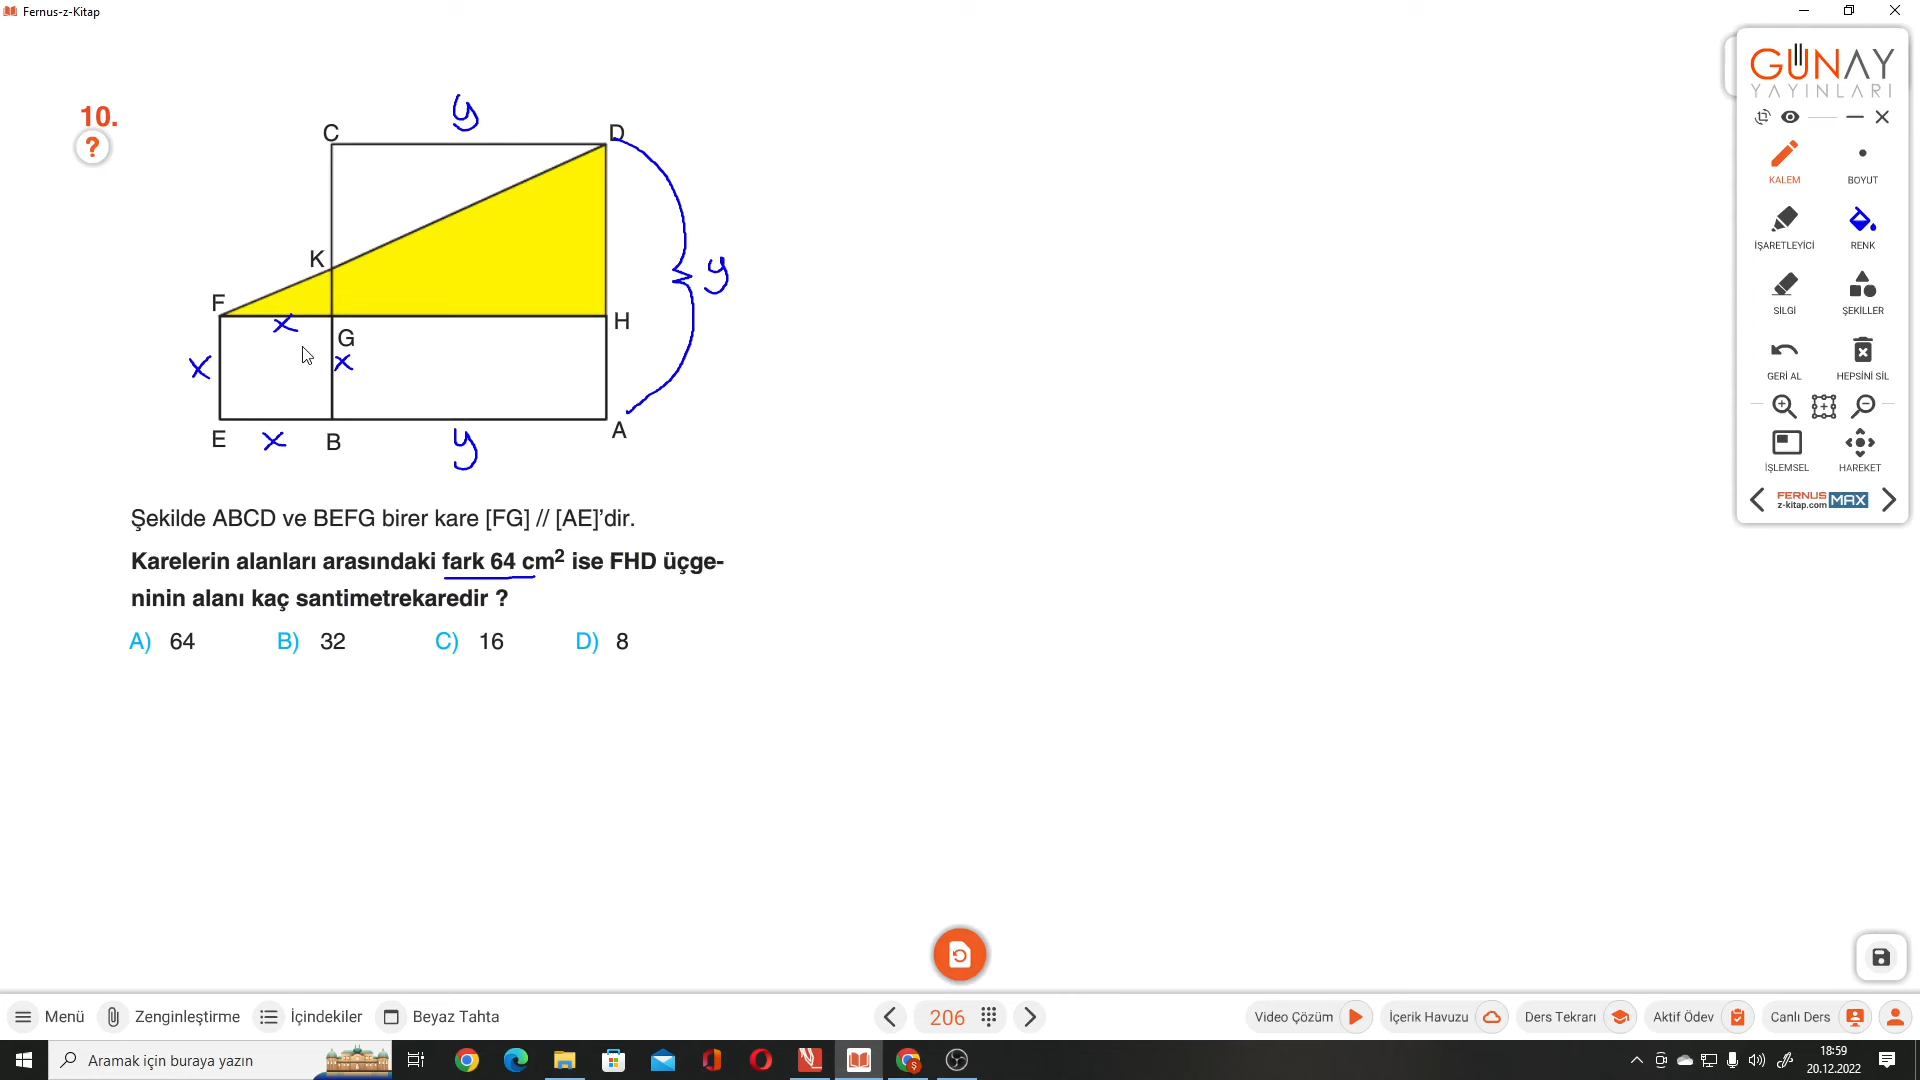 Fernus-z-Kitap
GÜNAY
YAYINLARI
10.
?
y
C
D
K
y
F
x
H
G
x
x
E
x
B
y
A
Şekilde ABCD ve BEFG birer kare [FG] // [AE]’dir.
Karelerin alanları arasındaki fark 64 cm² ise FHD üçge-
ninin alanı kaç santimetrekaredir ?
A) 64 B) 32 C) 16 D) 8
KALEM BOYUT
İŞARETLEYİCİ RENK
SİLGİ ŞEKİLLER
GERİ AL HEPSİNİ SİL
İŞLEMSEL HAREKET
FERNUS
z-kitap.com MAX
Menü Zenginleştirme İçindekiler Beyaz Tahta 206 Video Çözüm İçerik Havuzu Ders Tekrarı Aktif Ödev Canlı Ders
Aramak için buraya yazın
18:59
20.12.2022